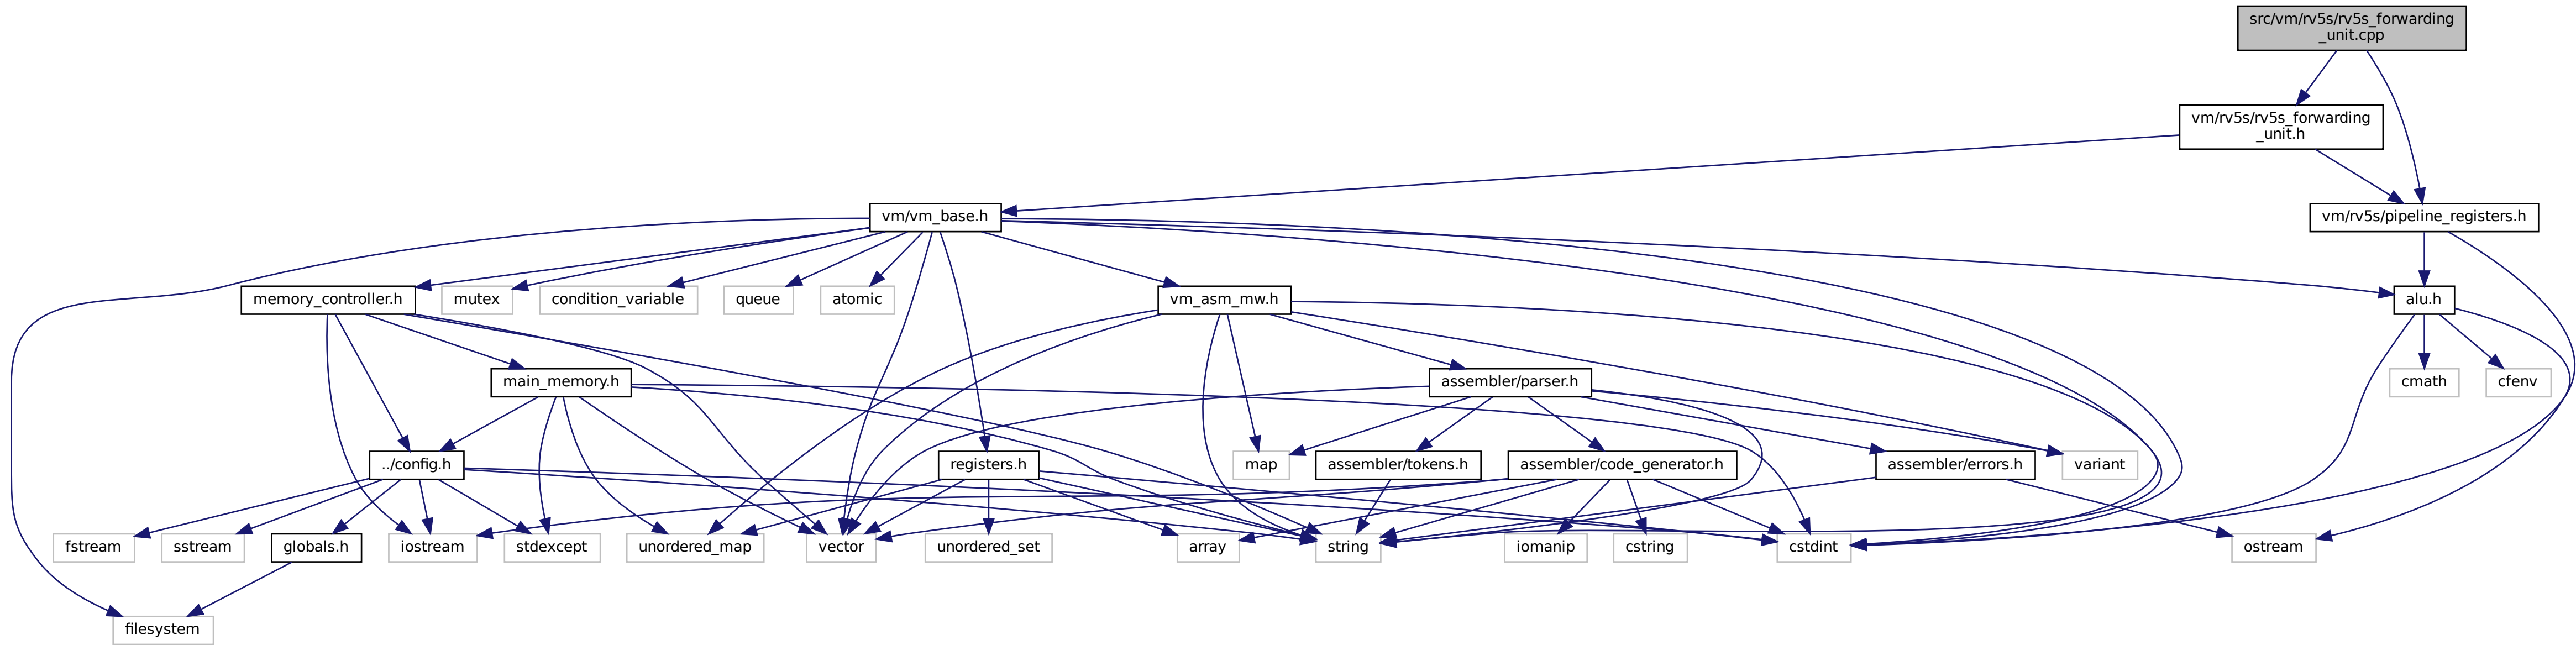 src/vm/rv5s/rv5s_forwarding
_unit.cpp
vm/rv5s/rv5s_forwarding
_unit.h
vm/vm_base.h
vm/rv5s/pipeline_registers.h
memory_controller.h
mutex
condition_variable
queue
atomic
vm_asm_mw.h
alu.h
main_memory.h
assembler/parser.h
cmath
cfenv
../config.h
registers.h
map
assembler/tokens.h
assembler/code_generator.h
assembler/errors.h
variant
fstream
sstream
globals.h
iostream
stdexcept
unordered_map
vector
unordered_set
array
string
iomanip
cstring
cstdint
ostream
filesystem